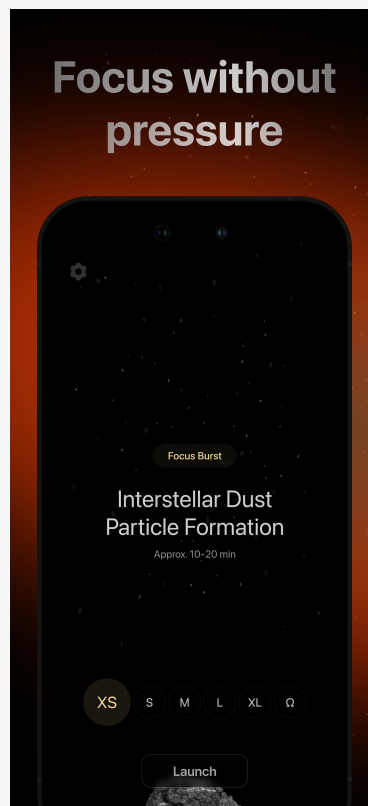 Focus without
pressure
Focus Burst
Interstellar Dust
Particle Formation
Approx. 10-20 min
XS S M L XL Ω
Launch